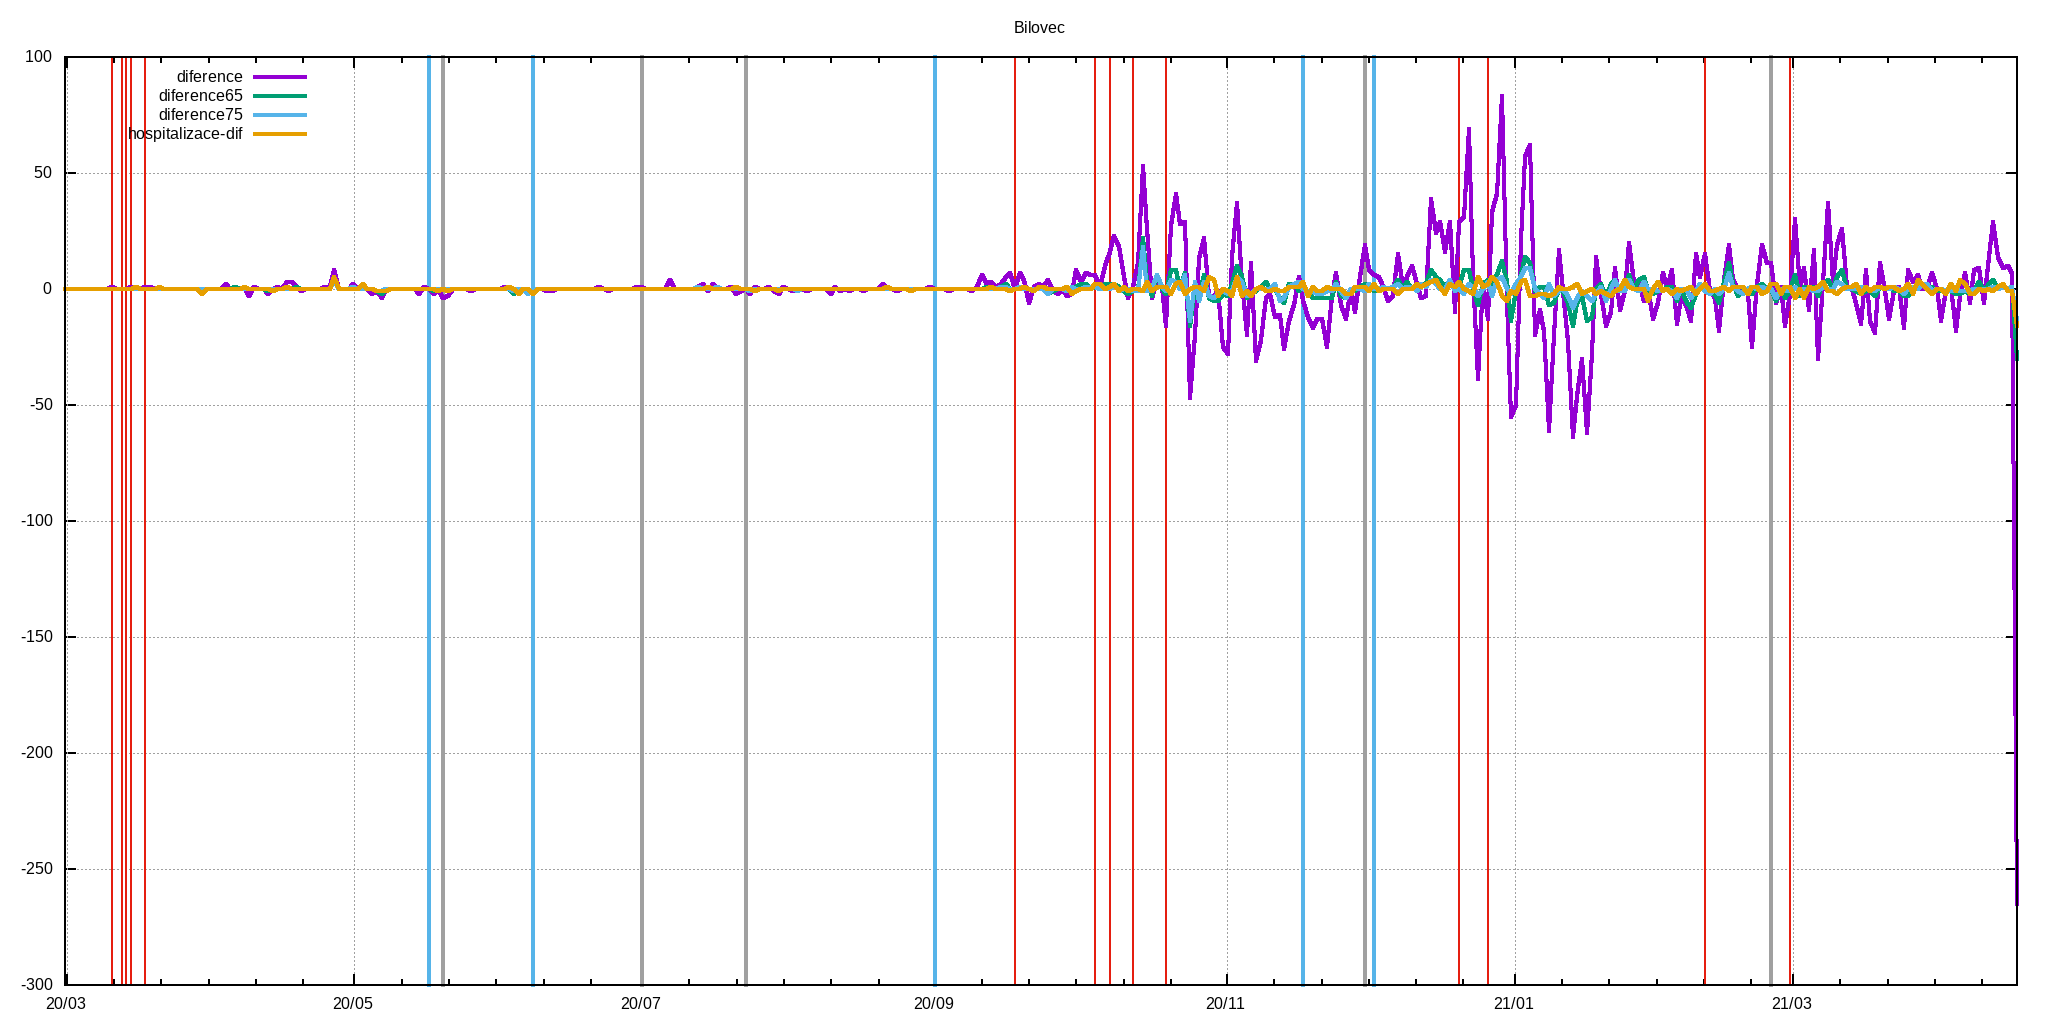 Bilovec
100
50
0
-50
-100
-150
-200
-250
-300
diference
diference65
diference75
hospitalizace-dif
20/03 20/05 20/07 20/09 20/11 21/01 21/03